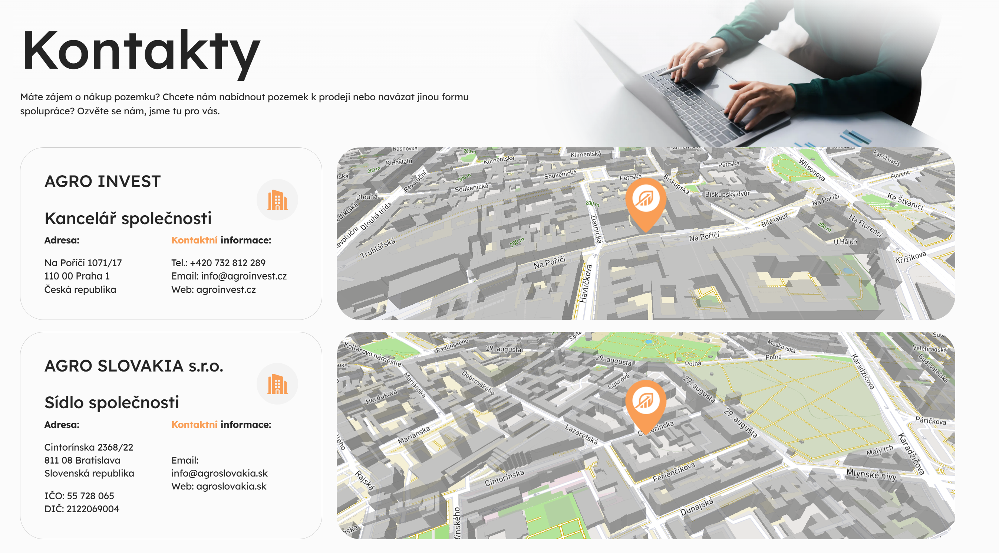 Kontakty
Máte zájem o nákup pozemku? Chcete nám nabídnout pozemek k prodeji nebo navázat jinou formu
spolupráce? Ozvěte se nám, jsme tu pro vás.
AGRO INVEST
Kancelář společnosti
Adresa:
Na Poříčí 1071/17
110 00 Praha 1
Česká republika
Kontaktní informace:
Tel.: +420 732 812 289
Email: info@agroinvest.cz
Web: agroinvest.cz
Rašnovka
K Haštalu
Klimentská
Klimentská
Klimentská
200 m
200 m
200 m
Petrská
Wilsonova
Pasáž Oasis
Florenc
Revoluční
Soukenická
Soukenická
Petrská
Biskupská
Biskupský dvůr
Dlouhá
Dlouhá třída
200 m
Zlatnická
Na Poříčí
Ke Štvanici
Bílá labuť
200 m
Na Florenci
Truhlářská
200 m
Na Poříčí
U Hájků
Na Poříčí
Křižíkova
Havlíčkova
AGRO SLOVAKIA s.r.o.
Sídlo společnosti
Adresa:
Cintorínska 2368/22
811 08 Bratislava
Slovenská republika
IČO: 55 728 065
DIČ: 2122069004
Kontaktní informace:
Email:
info@agroslovakia.sk
Web: agroslovakia.sk
Kollárovo námestie
Radlinského
29. augusta
29. augusta
Poľná
Poľná
Moskovská
Karadžičova
Velehradská
Budovateľská
Mariánska
Dobrovského
Cukrová
29. augusta
Heydukova
29. augusta
Páričkova
Mariánska
Lazaretská
Malý trh
Karadžičova
Rajská
Cintorínska
Ferienčíkova
Mlynské nivy
Dunajská